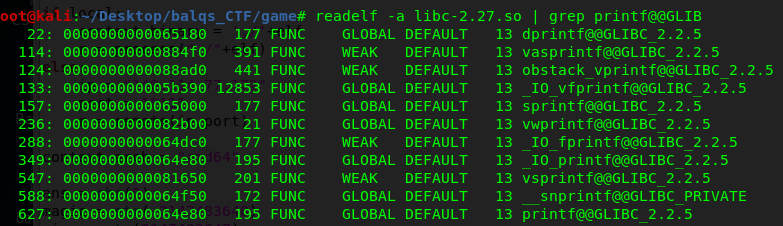 root@kali:~/Desktop/balqs_CTF/game# readelf -a libc-2.27.so | grep printf@@GLIB
22: 0000000000065180 177 FUNC GLOBAL DEFAULT 13 dprintf@@GLIBC_2.2.5
114: 00000000000884f0 391 FUNC WEAK DEFAULT 13 vasprintf@@GLIBC_2.2.5
124: 0000000000088ad0 441 FUNC WEAK DEFAULT 13 obstack_vprintf@@GLIBC_2.2.5
133: 000000000005b390 12853 FUNC GLOBAL DEFAULT 13 _IO_vfprintf@@GLIBC_2.2.5
157: 0000000000065000 177 FUNC GLOBAL DEFAULT 13 sprintf@@GLIBC_2.2.5
236: 0000000000082b00 21 FUNC GLOBAL DEFAULT 13 vwprintf@@GLIBC_2.2.5
288: 0000000000064dc0 177 FUNC WEAK DEFAULT 13 _IO_fprintf@@GLIBC_2.2.5
349: 0000000000064e80 195 FUNC GLOBAL DEFAULT 13 _IO_printf@@GLIBC_2.2.5
547: 0000000000081650 201 FUNC WEAK DEFAULT 13 vsprintf@@GLIBC_2.2.5
588: 0000000000064f50 172 FUNC GLOBAL DEFAULT 13 __snprintf@@GLIBC_PRIVATE
627: 0000000000064e80 195 FUNC GLOBAL DEFAULT 13 printf@@GLIBC_2.2.5